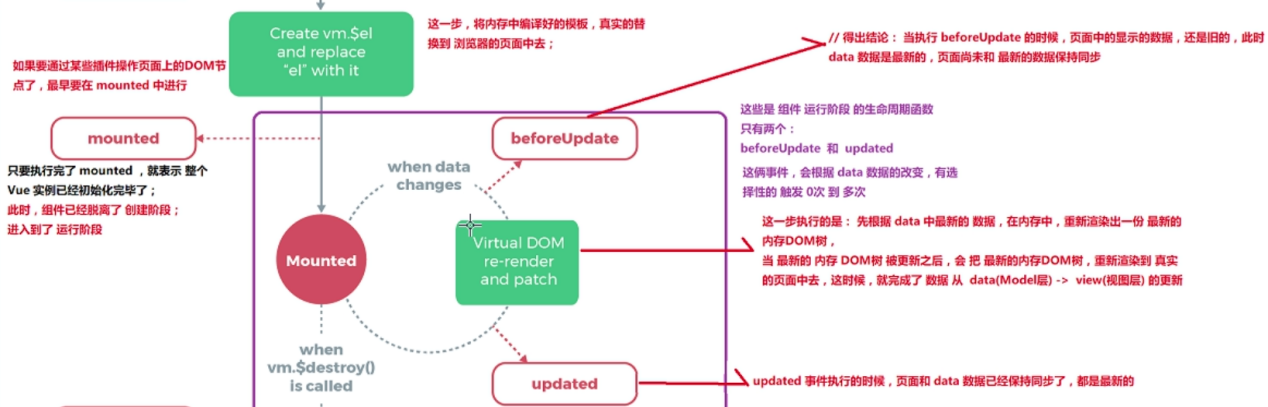 Create vm.$el
and replace
“el” with it
这一步，将内存中编译好的模板，真实的替
换到 浏览器的页面中去；
如果要通过某些插件操作页面上的DOM节
点了，最早要在 mounted 中进行
// 得出结论： 当执行 beforeUpdate 的时候，页面中的显示的数据，还是旧的，此时
data 数据是最新的，页面尚未和 最新的数据保持同步
mounted
beforeUpdate
这些是 组件 运行阶段 的生命周期函数
只有两个：
beforeUpdate 和 updated
这俩事件，会根据 data 数据的改变，有选
择性的 触发 0次 到 多次
只要执行完了 mounted ，就表示 整个
Vue 实例已经初始化完毕了；
此时，组件已经脱离了 创建阶段；
进入到了 运行阶段
when data
changes
Mounted
Virtual DOM
re-render
and patch
这一步执行的是： 先根据 data 中最新的 数据，在内存中，重新渲染出一份 最新的
内存DOM树，
当 最新的 内存 DOM树 被更新之后，会 把 最新的内存DOM树，重新渲染到 真实
的页面中去，这时候，就完成了 数据 从 data(Model层) -> view(视图层) 的更新
when
vm.$destroy()
is called
updated
updated 事件执行的时候，页面和 data 数据已经保持同步了，都是最新的